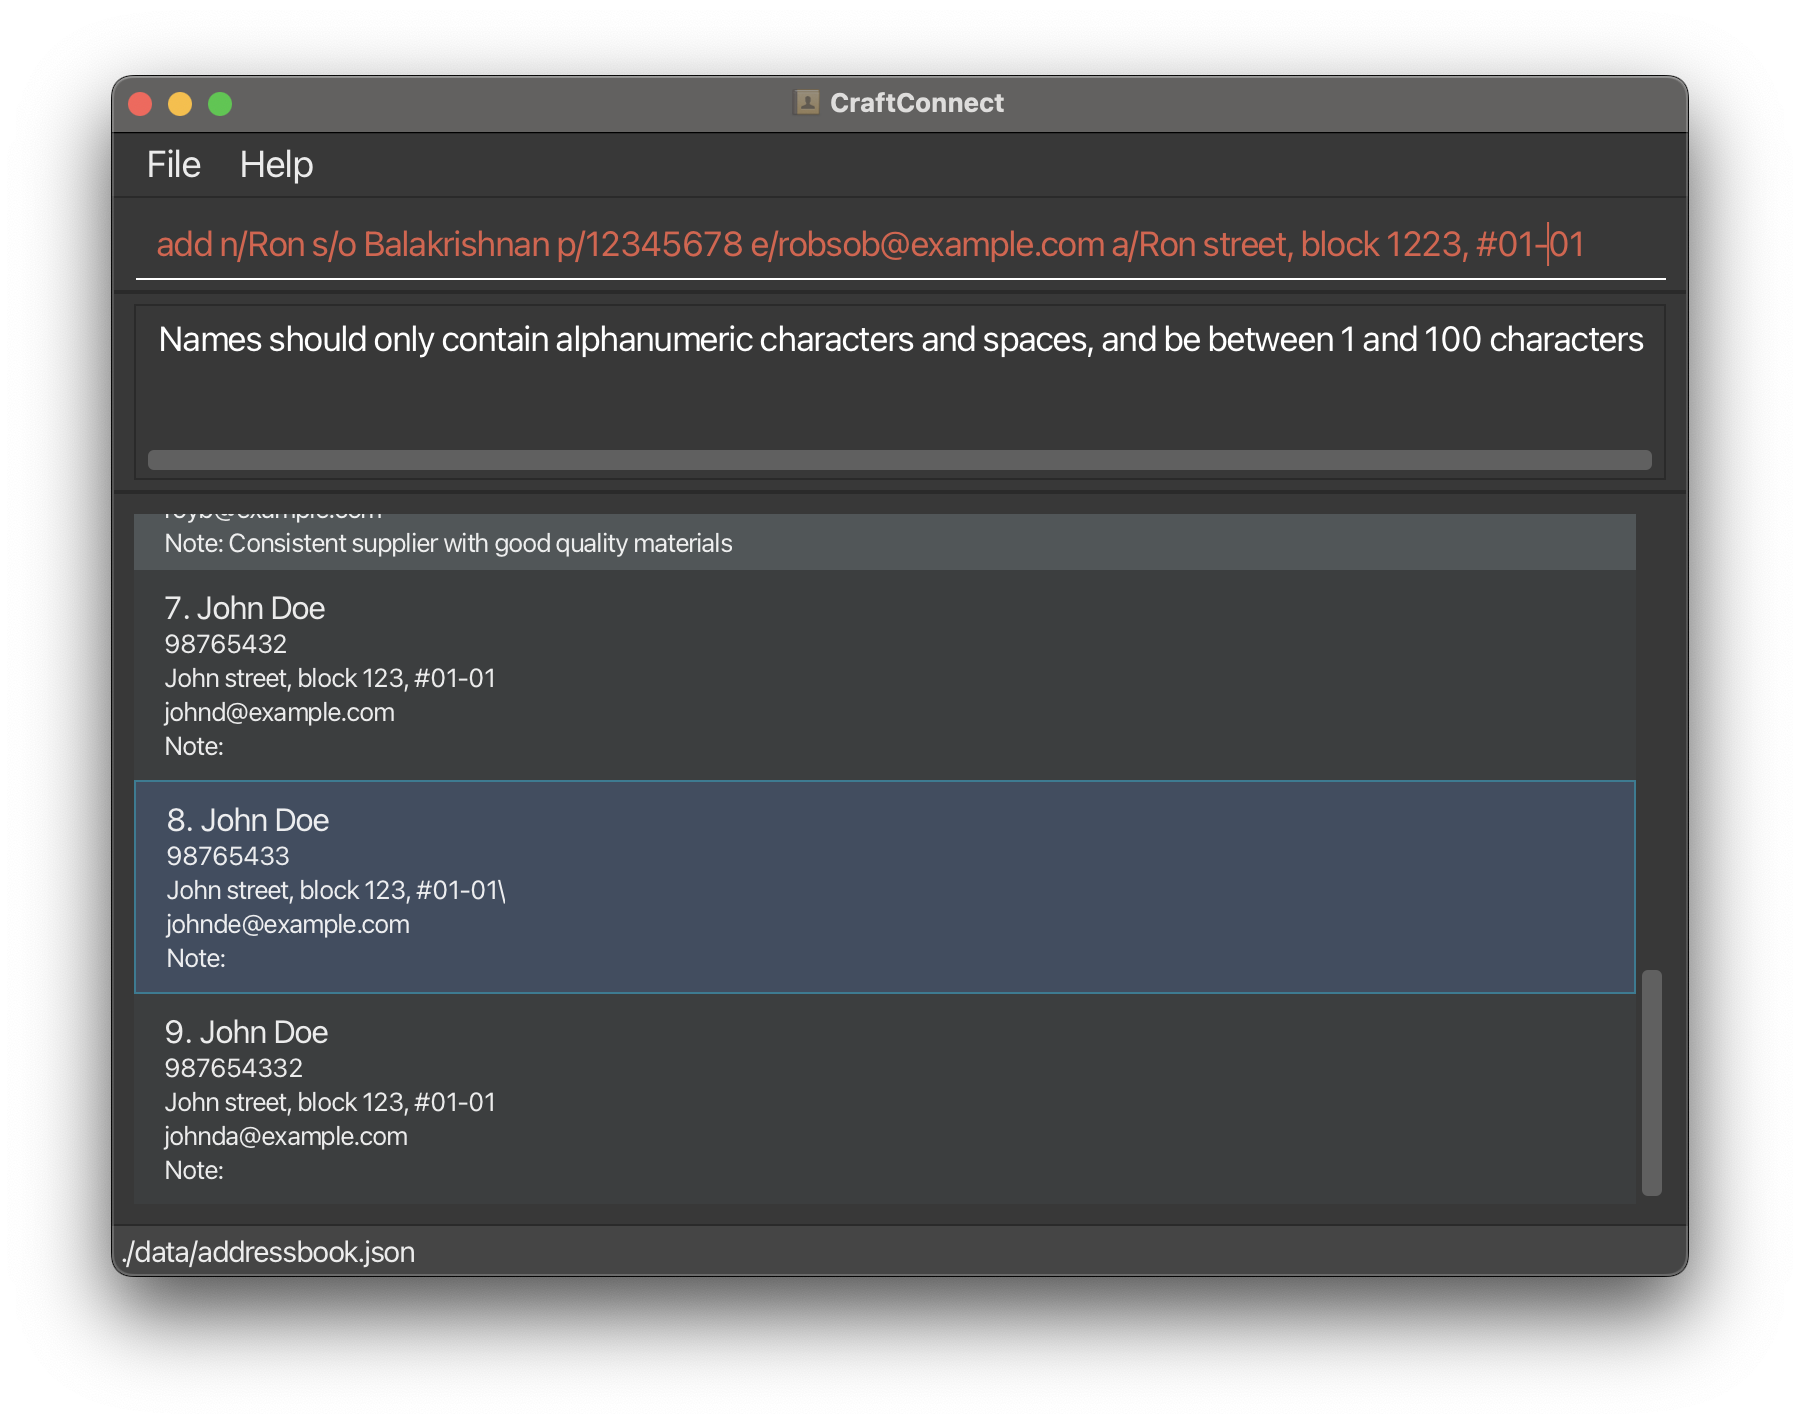 CraftConnect
File Help
add n/Ron s/o Balakrishnan p/12345678 e/robsob@example.com a/Ron street, block 1223, #01-01
Names should only contain alphanumeric characters and spaces, and be between 1 and 100 characters
royb@example.com
Note: Consistent supplier with good quality materials
7. John Doe
98765432
John street, block 123, #01-01
johnd@example.com
Note:
8. John Doe
98765433
John street, block 123, #01-01\
johnde@example.com
Note:
9. John Doe
987654332
John street, block 123, #01-01
johnda@example.com
Note:
./data/addressbook.json